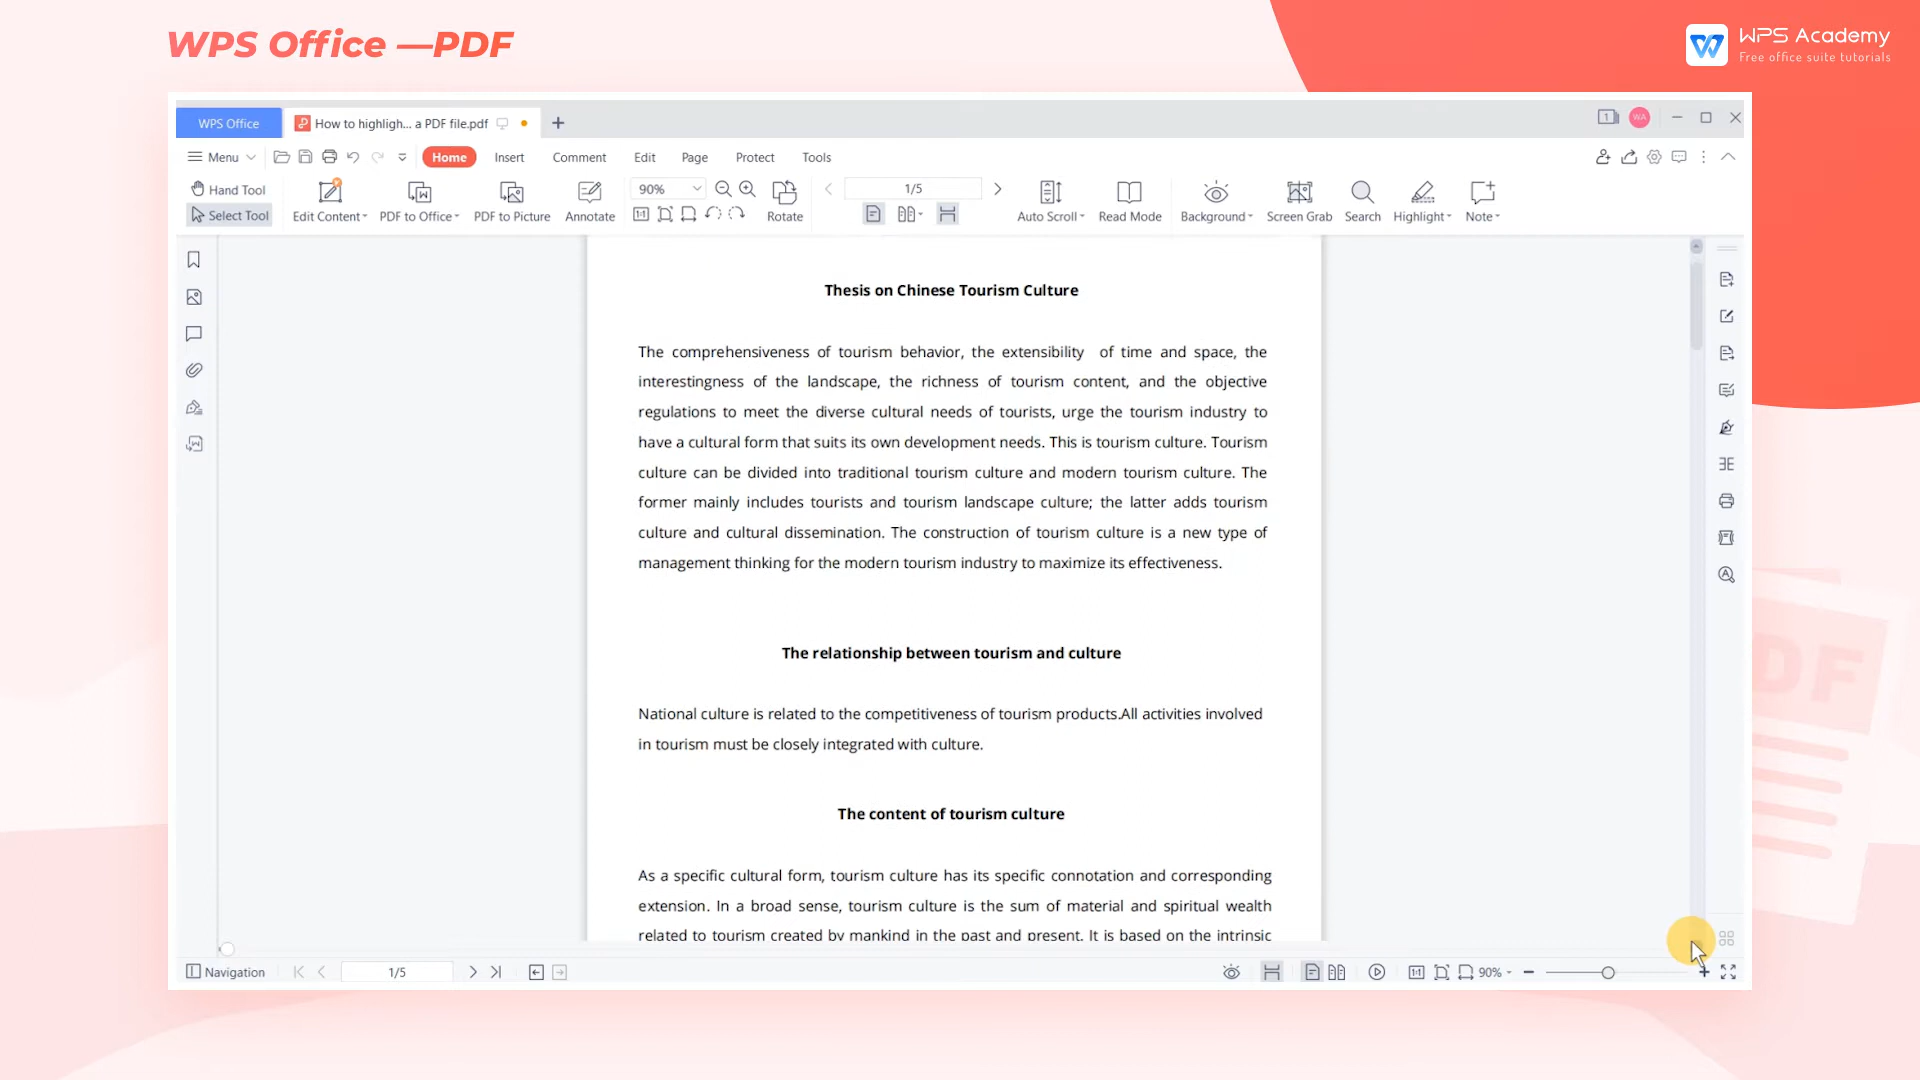 WPS Office —PDF
WPS Academy
Free office suite tutorials
WPS Office
How to highligh... a PDF file.pdf
1
WA
Menu
Home
Insert
Comment
Edit
Page
Protect
Tools
Hand Tool
Select Tool
Edit Content
PDF to Office
PDF to Picture
Annotate
90%
Rotate
1/5
Auto Scroll
Read Mode
Background
Screen Grab
Search
Highlight
Note
Thesis on Chinese Tourism Culture
The comprehensiveness of tourism behavior, the extensibility of time and space, the
interestingness of the landscape, the richness of tourism content, and the objective
regulations to meet the diverse cultural needs of tourists, urge the tourism industry to
have a cultural form that suits its own development needs. This is tourism culture. Tourism
culture can be divided into traditional tourism culture and modern tourism culture. The
former mainly includes tourists and tourism landscape culture; the latter adds tourism
culture and cultural dissemination. The construction of tourism culture is a new type of
management thinking for the modern tourism industry to maximize its effectiveness.
The relationship between tourism and culture
National culture is related to the competitiveness of tourism products.All activities involved
in tourism must be closely integrated with culture.
The content of tourism culture
As a specific cultural form, tourism culture has its specific connotation and corresponding
extension. In a broad sense, tourism culture is the sum of material and spiritual wealth
related to tourism created by mankind in the past and present. It is based on the intrinsic
Navigation
1/5
90%
PDF